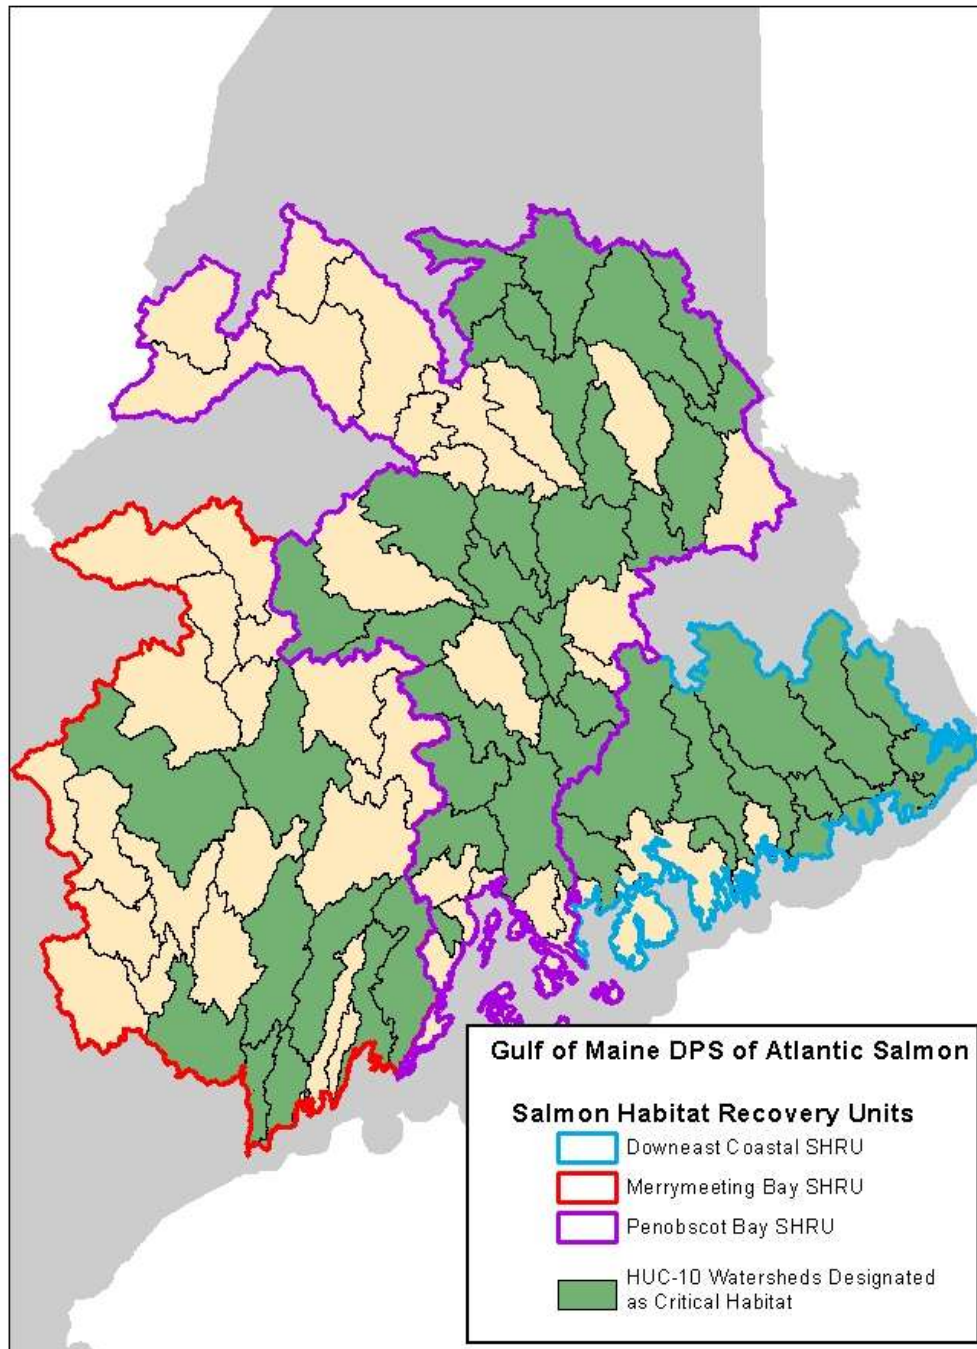 Gulf of Maine DPS of Atlantic Salmon
Salmon Habitat Recovery Units
Downeast Coastal SHRU
Merrymeeting Bay SHRU
Penobscot Bay SHRU
HUC-10 Watersheds Designated
as Critical Habitat